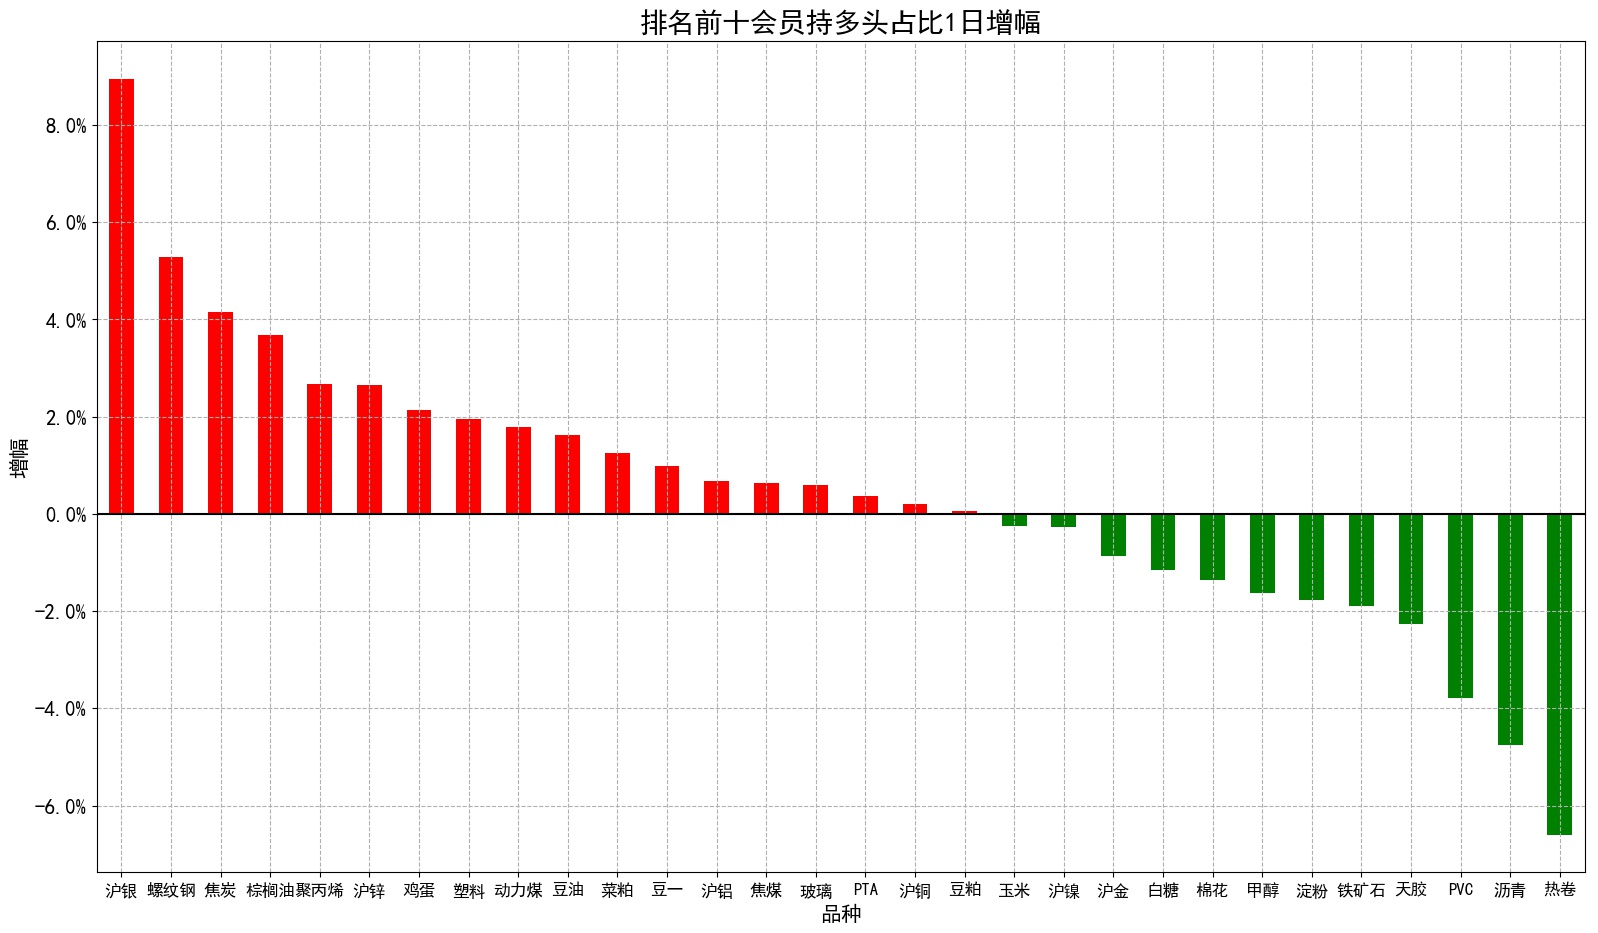 排名前十会员持多头占比1日增幅
增幅
8.0%
6.0%
4.0%
2.0%
0.0%
-2.0%
-4.0%
-6.0%
沪银 螺纹钢 焦炭 棕榈油 聚丙烯 沪锌 鸡蛋 塑料 动力煤 豆油 菜粕 豆一 沪铝 焦煤 玻璃 PTA 沪铜 豆粕 玉米 沪镍 沪金 白糖 棉花 甲醇 淀粉 铁矿石 天胶 PVC 沥青 热卷
品种